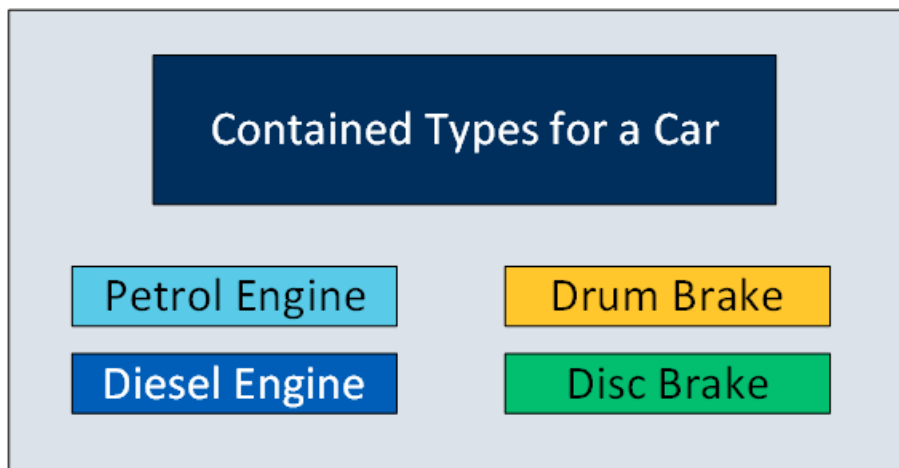 Contained Types for a Car
Petrol Engine
Drum Brake
Diesel Engine
Disc Brake